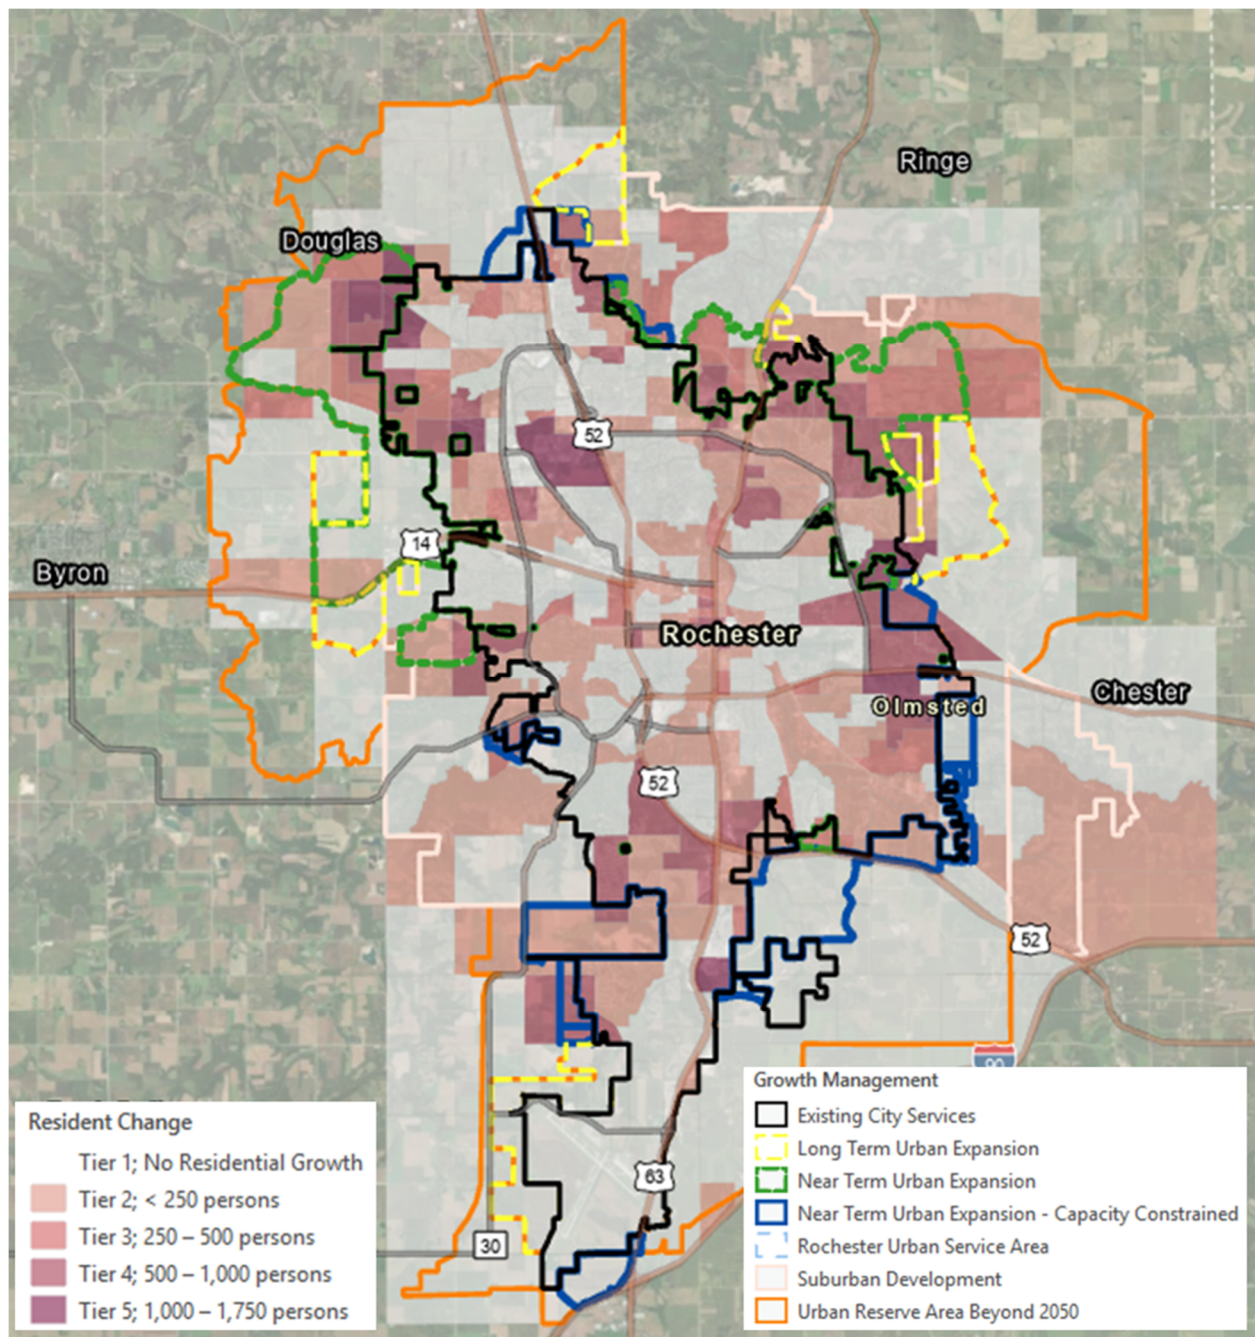 Ringe
Douglas
52
14
Byron
Rochester
Chester
Olmsted
52
52
63
30
Resident Change
Tier 1; No Residential Growth
Tier 2; < 250 persons
Tier 3; 250 – 500 persons
Tier 4; 500 – 1,000 persons
Tier 5; 1,000 – 1,750 persons
Growth Management
Existing City Services
Long Term Urban Expansion
Near Term Urban Expansion
Near Term Urban Expansion - Capacity Constrained
Rochester Urban Service Area
Suburban Development
Urban Reserve Area Beyond 2050